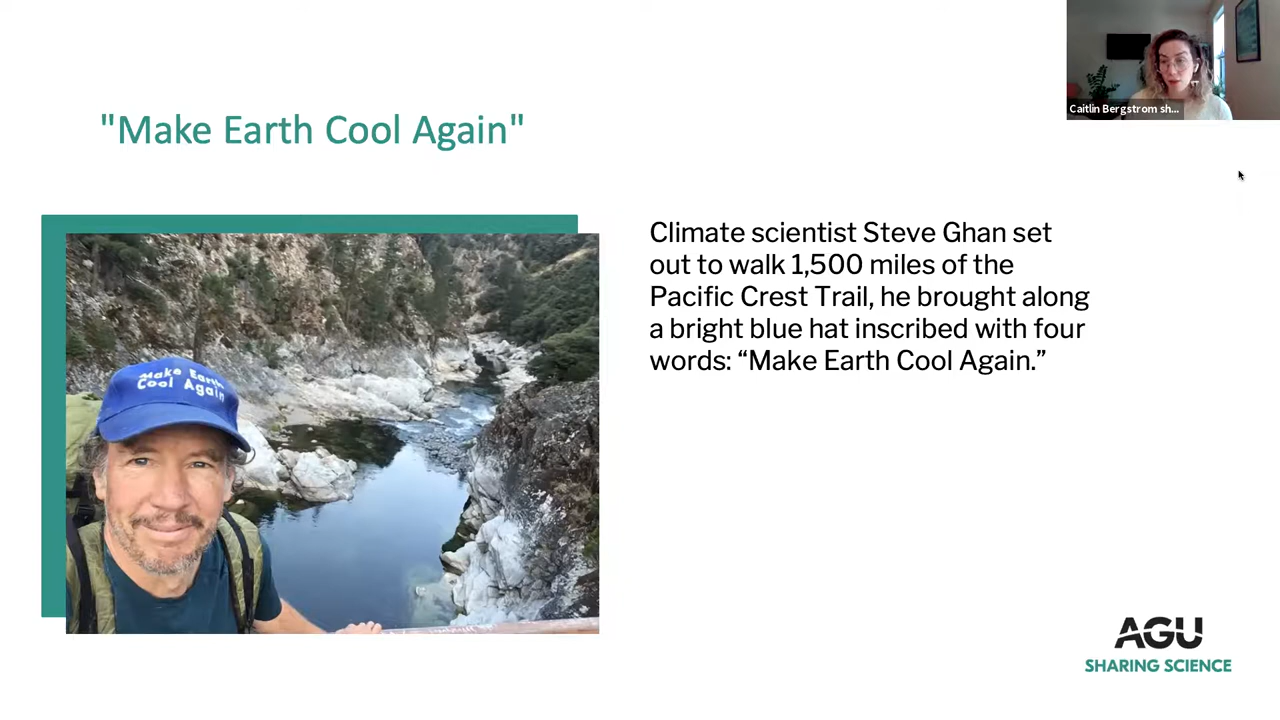 Caitlin Bergstrom sh...
"Make Earth Cool Again"
Make Earth
Cool Again
Climate scientist Steve Ghan set
out to walk 1,500 miles of the
Pacific Crest Trail, he brought along
a bright blue hat inscribed with four
words: “Make Earth Cool Again.”
AGU
SHARING SCIENCE